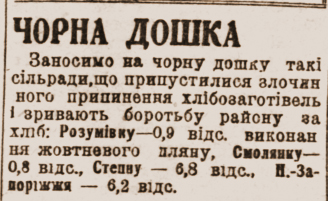 ЧОРНА ДОШКА
Заносимо на чорну дошку такі
сільради,що припустилися злочин
ного припинення хлібозаготівель
і зривають боротьбу району за
хліб: Розумівку—0,9 відс. виконан
ня жовтневого пляну, Смолянку—
0,8 відс., Степну — 6,8 відс., Н.-За-
поріжжя — 6,2 відс.